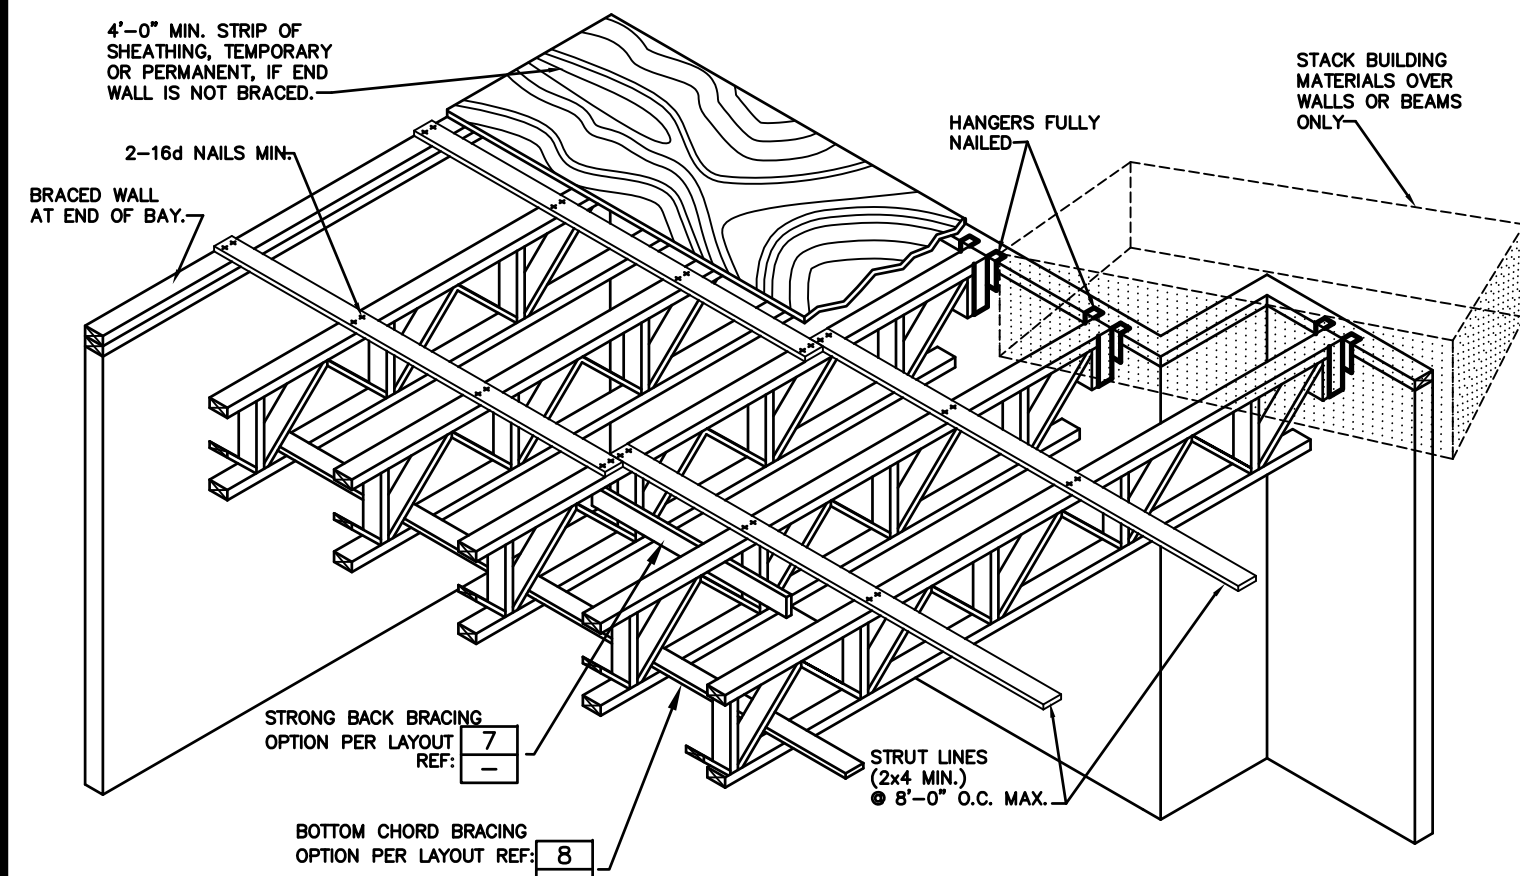 4'-0" MIN. STRIP OF
SHEATHING, TEMPORARY
OR PERMANENT, IF END
WALL IS NOT BRACED.
2-16d NAILS MIN.
BRACED WALL
AT END OF BAY.
HANGERS FULLY
NAILED
STACK BUILDING
MATERIALS OVER
WALLS OR BEAMS
ONLY
STRONG BACK BRACING
OPTION PER LAYOUT
REF:
7
-
BOTTOM CHORD BRACING
OPTION PER LAYOUT REF:
8
STRUT LINES
(2x4 MIN.)
@ 8'-0" O.C. MAX.